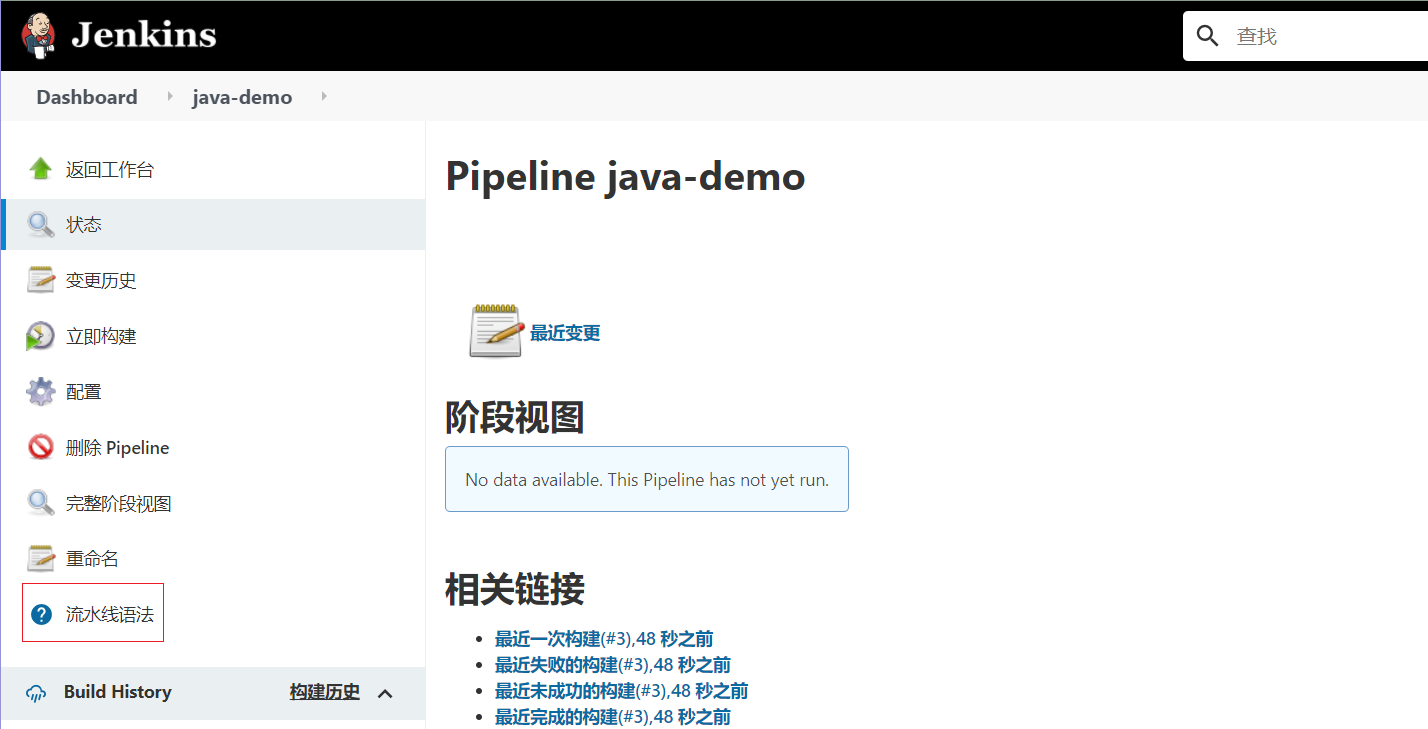 Jenkins
查找
Dashboard
java-demo
返回工作台
状态
变更历史
立即构建
配置
删除 Pipeline
完整阶段视图
重命名
流水线语法
Build History
构建历史
Pipeline java-demo
最近变更
阶段视图
No data available. This Pipeline has not yet run.
相关链接
最近一次构建(#3),48 秒之前
最近失败的构建(#3),48 秒之前
最近未成功的构建(#3),48 秒之前
最近完成的构建(#3),48 秒之前